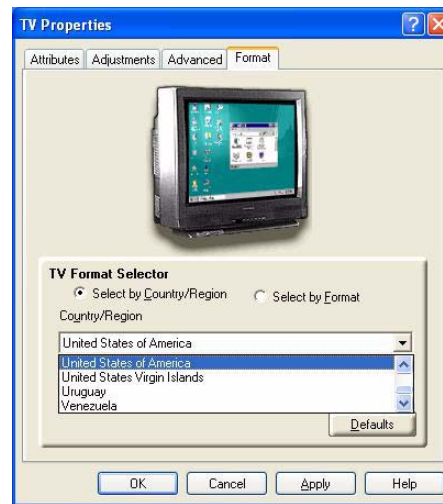 TV Properties
Attributes Adjustments Advanced Format
TV Format Selector
Select by Country/Region Select by Format
Country/Region
United States of America
United States of America
United States Virgin Islands
Uruguay
Venezuela
Defaults
OK Cancel Apply Help